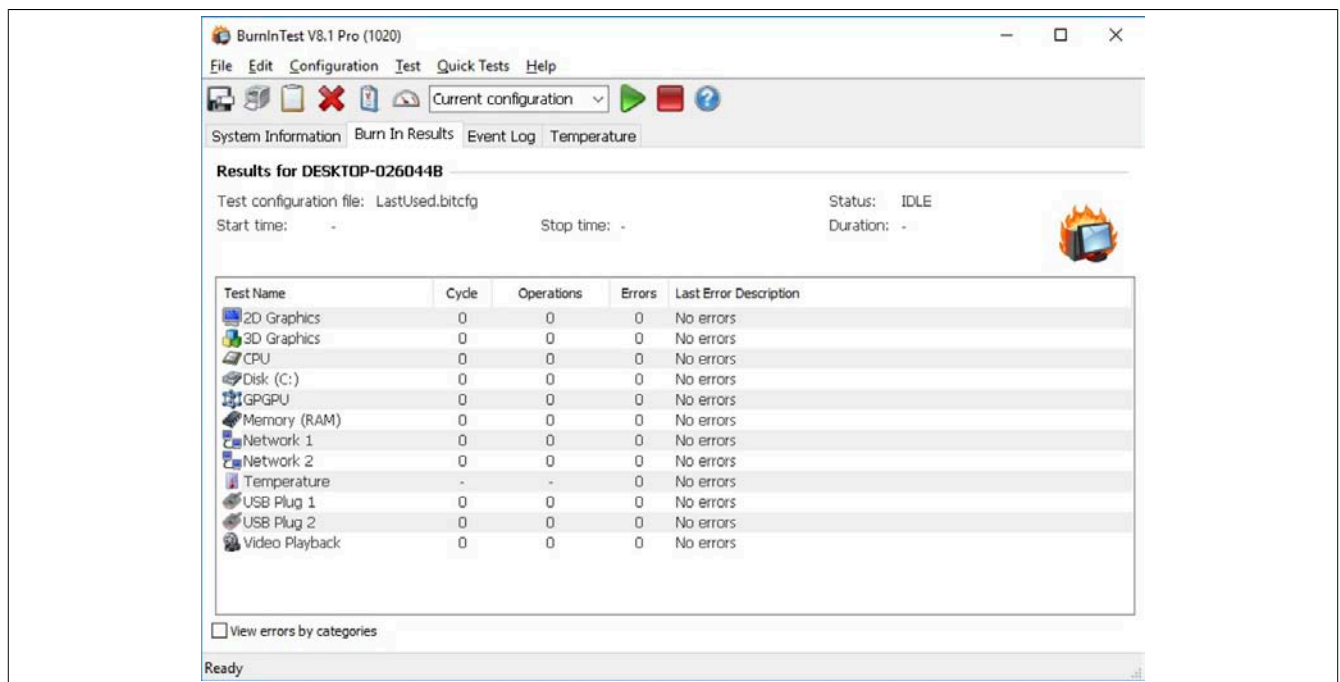 BurnInTest V8.1 Pro (1020)
File Edit Configuration Test Quick Tests Help
Current configuration
System Information Burn In Results Event Log Temperature
Results for DESKTOP-026044B
Test configuration file: LastUsed.bitcfg Status: IDLE
Start time: - Stop time: - Duration: -
Test Name Cycle Operations Errors Last Error Description
2D Graphics 0 0 0 No errors
3D Graphics 0 0 0 No errors
CPU 0 0 0 No errors
Disk (C:) 0 0 0 No errors
GPGPU 0 0 0 No errors
Memory (RAM) 0 0 0 No errors
Network 1 0 0 0 No errors
Network 2 0 0 0 No errors
Temperature - - 0 No errors
USB Plug 1 0 0 0 No errors
USB Plug 2 0 0 0 No errors
Video Playback 0 0 0 No errors
View errors by categories
Ready